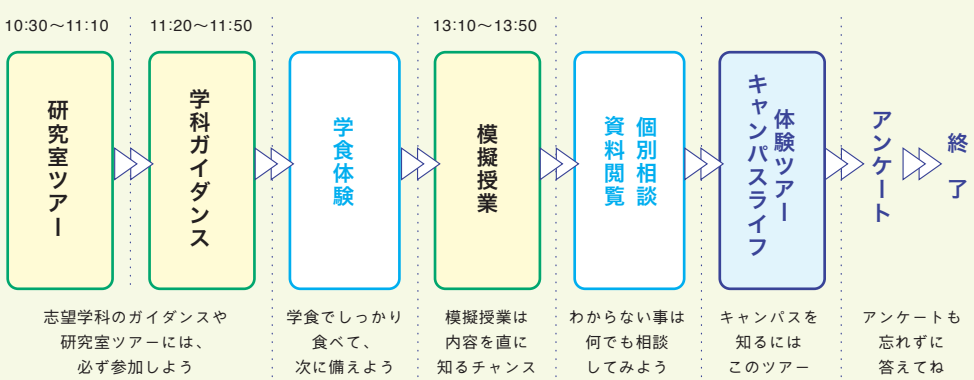 10:30〜11:10
11:20〜11:50
13:10〜13:50
研究室ツアー
学科ガイダンス
学食体験
模擬授業
個別相談
資料閲覧
体験ツアー
キャンパスライフ
アンケート
終了
志望学科のガイダンスや
研究室ツアーには、
必ず参加しよう
学食でしっかり
食べて、
次に備えよう
模擬授業は
内容を直に
知るチャンス
わからない事は
何でも相談
してみよう
キャンパスを
知るには
このツアー
アンケートも
忘れずに
答えてね